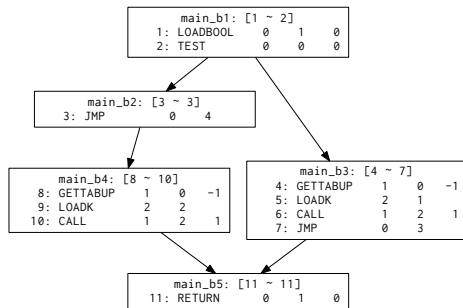 main_b1: [1 ~ 2]
1: LOADBOOL 0 1 0
2: TEST 0 0 0
main_b2: [3 ~ 3]
3: JMP 0 4
main_b4: [8 ~ 10]
8: GETTABUP 1 0 -1
9: LOADK 2 2
10: CALL 1 2 1
main_b3: [4 ~ 7]
4: GETTABUP 1 0 -1
5: LOADK 2 1
6: CALL 1 2 1
7: JMP 0 3
main_b5: [11 ~ 11]
11: RETURN 0 1 0